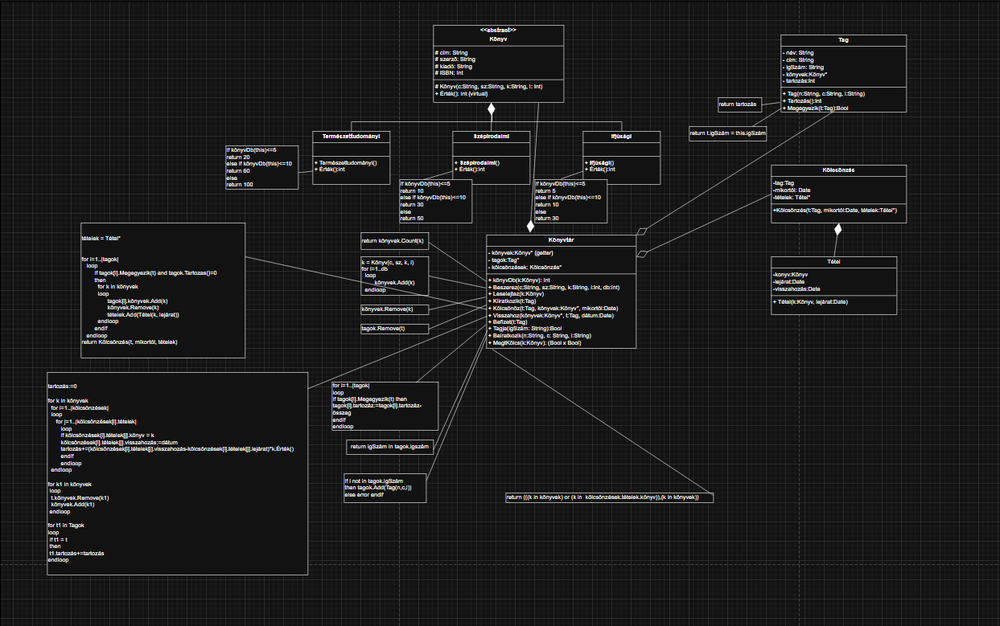 <<abstract>>
Könyv
# cím: String
# szerző: String
# kiadó: String
# ISBN: Int
# Könyv(c:String, sz:String, k:String, i: Int)
+ Érték(): int {virtual}
Tag
- név: String
- cím: String
- igSzám: String
- könyvek:Könyv*
- tartozás:Int
+ Tag(n:String, c:String, i:String)
+ Tartozás():Int
+ Megegyezik(t:Tag):Bool
return tartozás
return t.igSzám = this.igSzám
Természettudományi
+ Természettudományi()
+ Érték():int
Szépirodalmi
+ Szépirodalmi()
+ Érték():int
Ifjúsági
+ Ifjúsági()
+ Érték():int
if könyvDb(this)<=5
return 20
else if könyvDb(this)<=10
return 60
else
return 100
if könyvDb(this)<=5
return 10
else if könyvDb(this)<=10
return 30
else
return 50
if könyvDb(this)<=5
return 5
else if könyvDb(this)<=10
return 10
else
return 30
Kölcsönzés
-tag:Tag
-mikortól: Date
-tételek: Tétel*
+Kölcsönzés(t:Tag, mikortól:Date, tételek:Tétel*)
Tétel
-konyv:Könyv
-lejárat:Date
-visszahozás:Date
+ Tétel(k:Könyv, lejárat:Date)
Könyvtár
- könyvek:Könyv* {getter}
- tagok:Tag*
- kölcsönzések: Kölcsönzés*
+ könyvDb(k:Könyv): Int
+ Beszerez(c:String, sz:String, k:String, i:Int, db:int)
+ Leselejtez(k:Könyv)
+ Kiiratkozik(t:Tag)
+ Kölcsönöz(t:Tag, könyvek:Könyv*, mikortól:Date)
+ Visszahoz(könyvek:Könyv*, t:Tag, dátum:Date)
+ Befizet(t:Tag)
+ Tagja(igSzám: String):Bool
+ Beiratkozik(n:String, c: String, i:String)
+ MegtKölcs(k:Könyv): (Bool x Bool)
return könyvek.Count(k)
k = Könyv(c, sz, k, i)
for i=1..db
loop
könyvek.Add(k)
endloop
könyvek.Remove(k)
tagok.Remove(t)
tételek = Tétel*
for i=1..|tagok|
loop
if tagok[i].Megegyezik(t) and tagok.Tartozas()=0
then
for k in könyvek
loop
tagok[i].könyvek.Add(k)
könyvek.Remove(k)
tételek.Add(Tétel(k, lejárat))
endloop
endif
endloop
return Kölcsönzés(t, mikortól, tételek)
tartozás:=0
for k in könyvek
for i=1..|kölcsönzések|
loop
for j=1..|kölcsönzések[i].tételek|
loop
if kölcsönzések[i].tételek[j].könyv = k
kölcsönzések[i].tételek[j].visszahozás:=dátum
tartozás+=(kölcsönzések[i].tételek[j].visszahozás-kölcsönzések[i].tételek[j].lejárat)*k.Érték()
endif
endloop
endloop
for k1 in könyvek
loop
t.könyvek.Remove(k1)
könyvek.Add(k1)
endloop
for t1 in Tagok
loop
if t1 = t
then
t1.tartozás+=tartozás
endloop
for i=1..|tagok|
loop
if tagok[i].Megegyezik(t) then
tagok[i].tartozáz:=tagok[i].tartozáz-
összeg
endif
endloop
return igSzám in tagok.igszám
if i not in tagok.igSzám
then tagok.Add(Tag(n,c,i))
else error endif
return (((k in könyvek) or (k in kölcsönzések.tételek.könyv)),(k in könyvek))